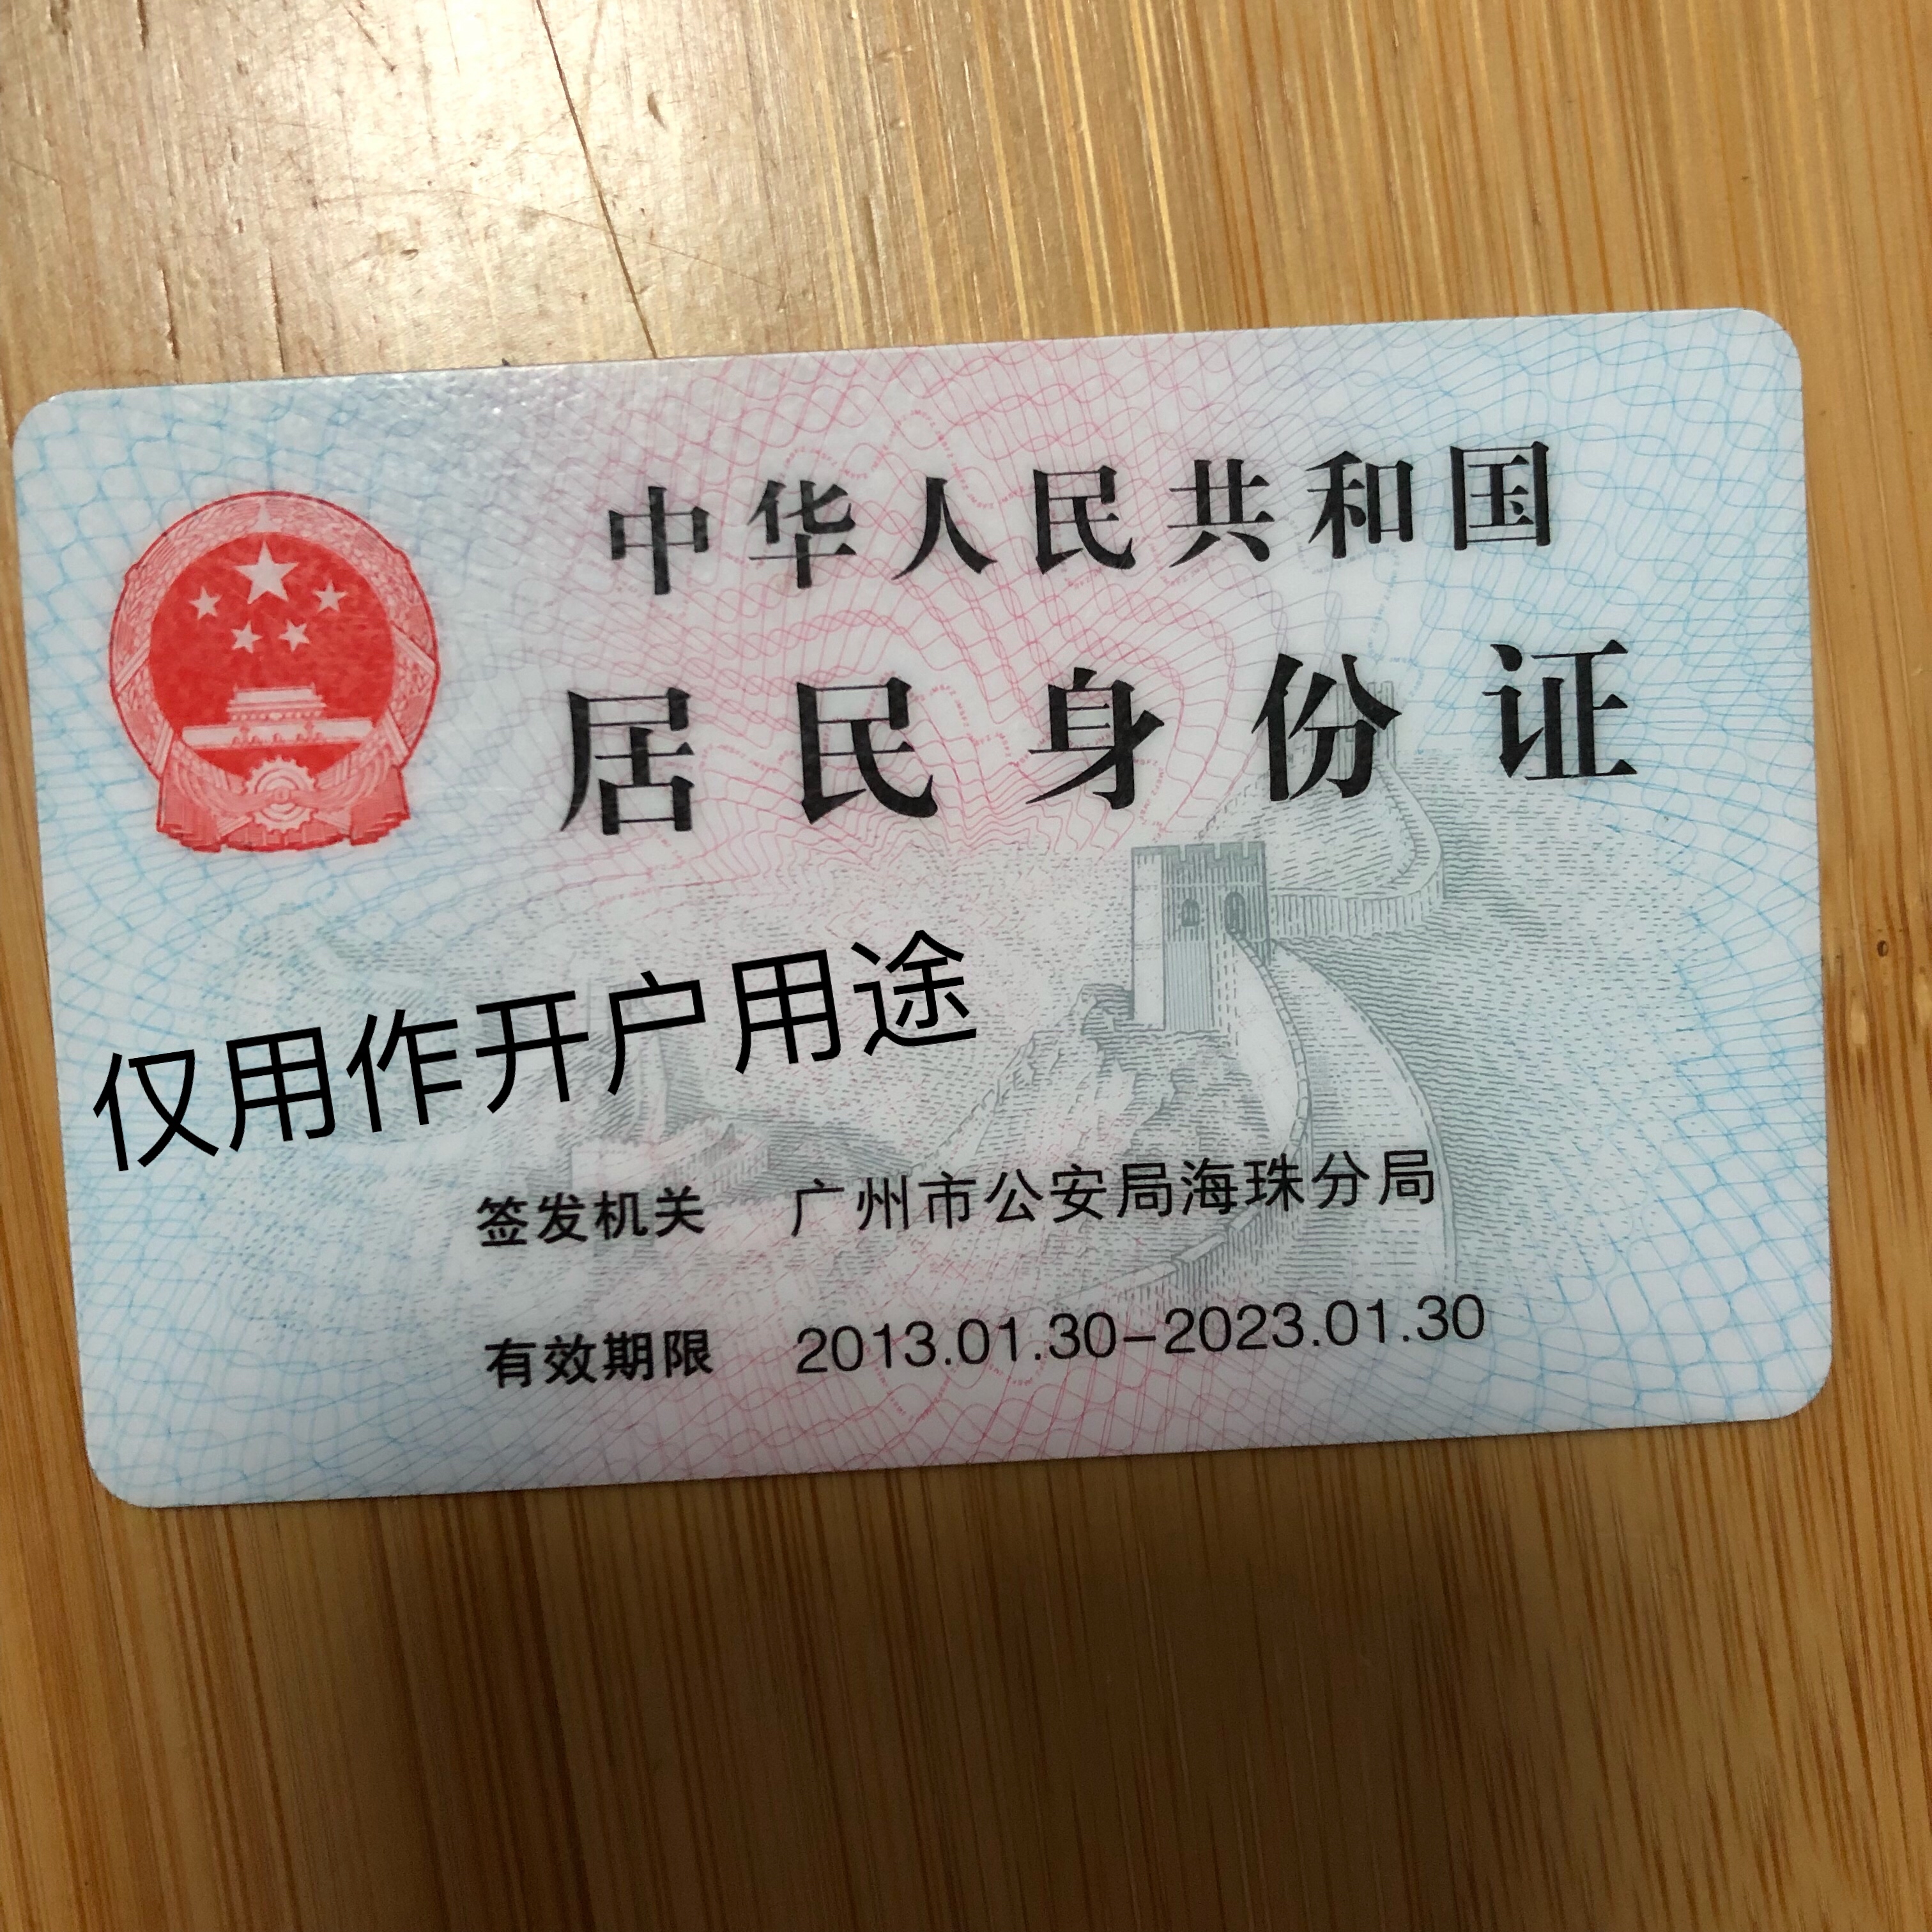 中华人民共和国
居民身份证
仅用作开户用途
签发机关 广州市公安局海珠分局
有效期限 2013.01.30-2023.01.30